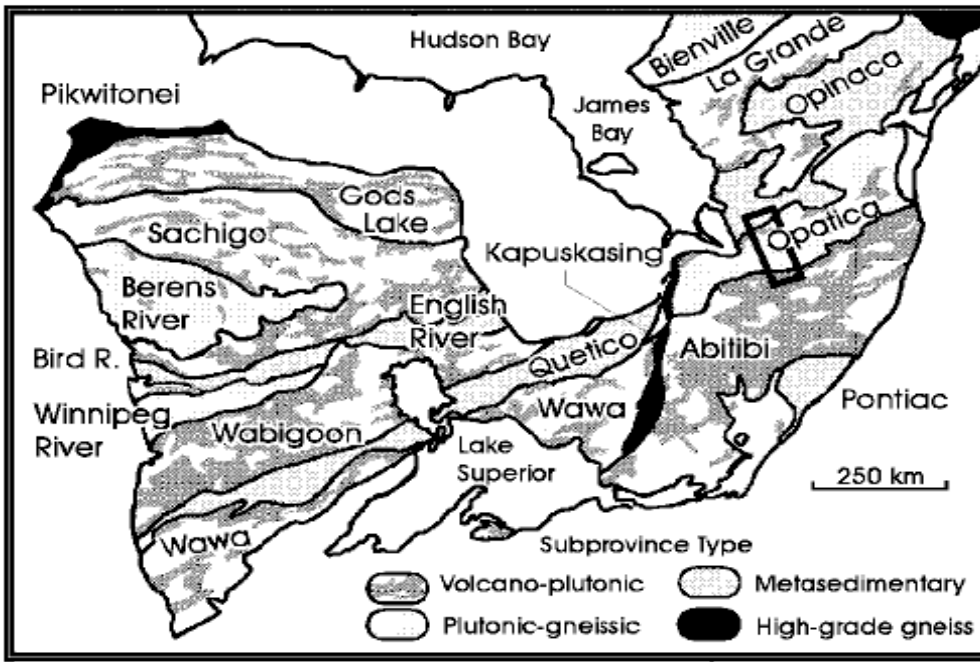 Hudson Bay
Bienville
La Grande
Opinaca
Pikwitonei
James
Bay
Gods
Lake
Sachigo
Opatica
Kapuskasing
Berens
River
English
River
Bird R.
Quetico
Abitibi
Winnipeg
River
Wabigoon
Wawa
Pontiac
Lake
Superior
250 km
Wawa
Subprovince Type
Volcano-plutonic
Metasedimentary
Plutonic-gneissic
High-grade gneiss